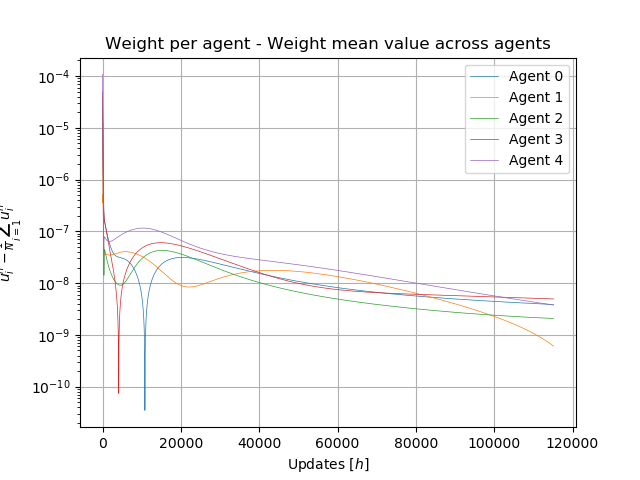 Weight per agent - Weight mean value across agents
Agent 0
Agent 1
Agent 2
Agent 3
Agent 4
10⁻⁴
10⁻⁵
10⁻⁶
10⁻⁷
10⁻⁸
10⁻⁹
10⁻¹⁰
0 20000 40000 60000 80000 100000 120000
Updates [h]